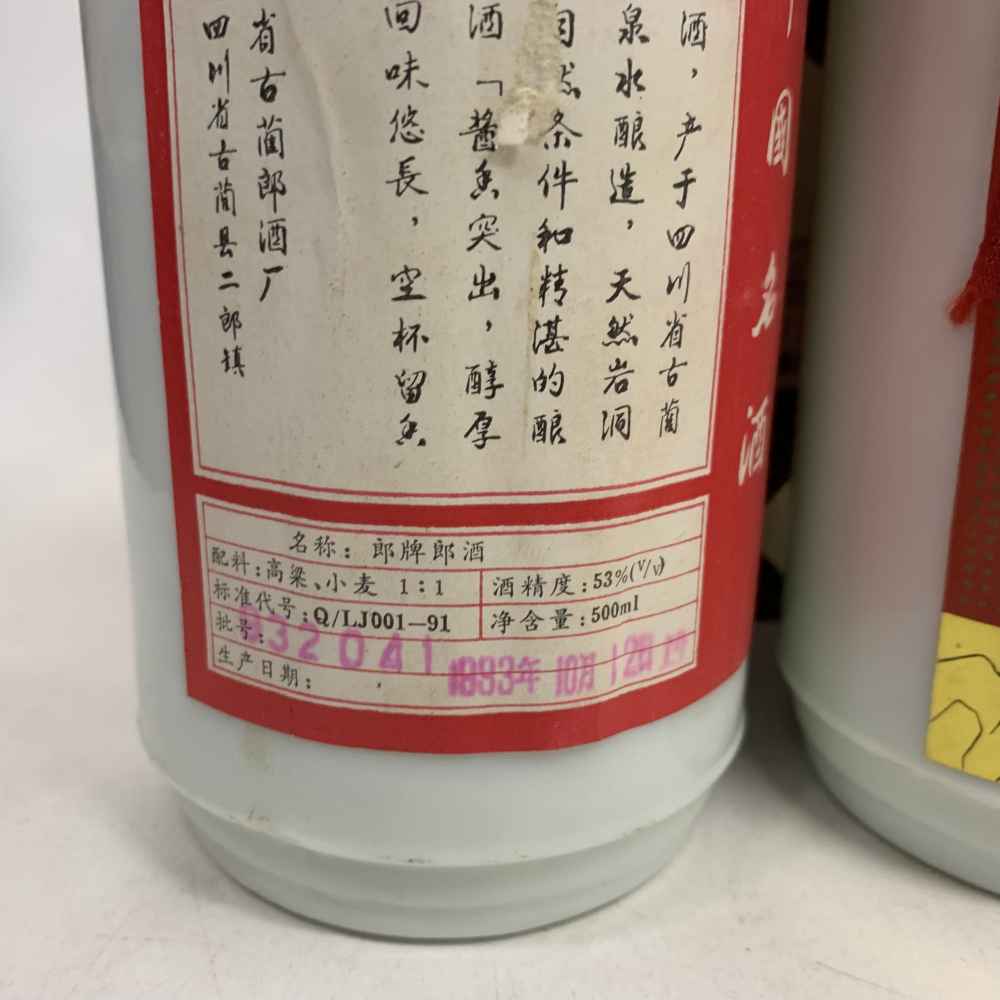 酒，产于四川省古蔺
泉水酿造，天然岩洞
自然条件和精湛的酿
酒「酱香突出，醇厚
回味悠長，空杯留香
省古蔺郎酒厂
四川省古蔺县二郎镇
中国名酒
名称：郎牌郎酒
配料：高粱、小麦 1：1
酒精度：53%(V/V)
标准代号：Q/LJ001—91
净含量：500ml
批号：932041
生产日期：1993年10月12日